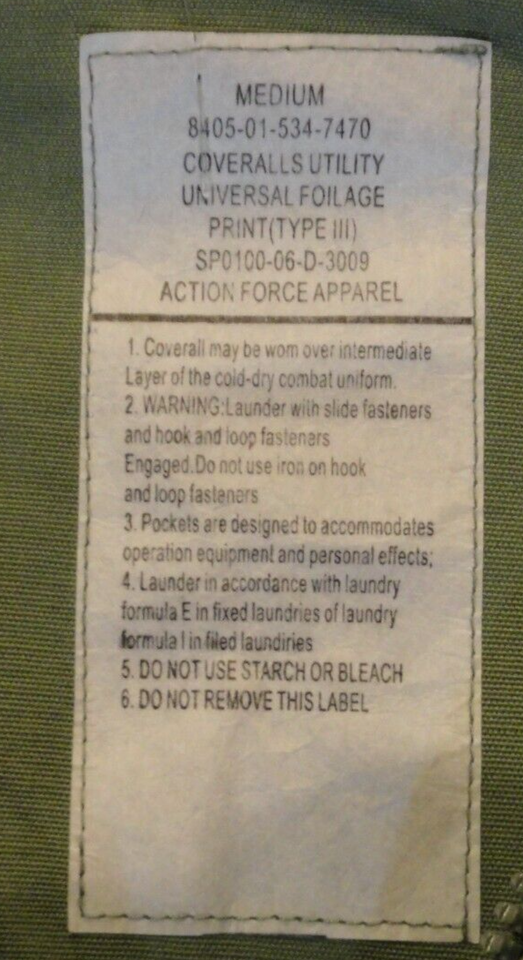 MEDIUM
8405-01-534-7470
COVERALLS UTILITY
UNIVERSAL FOILAGE
PRINT(TYPE III)
SP0100-06-D-3009
ACTION FORCE APPAREL
1. Coverall may be worn over intermediate
Layer of the cold-dry combat uniform.
2. WARNING:Launder with slide fasteners
and hook and loop fasteners
Engaged.Do not use iron on hook
and loop fasteners
3. Pockets are designed to accommodates
operation equipment and personal effects;
4. Launder in accordance with laundry
formula E in fixed laundries of laundry
formula I in filed laundiries
5. DO NOT USE STARCH OR BLEACH
6. DO NOT REMOVE THIS LABEL